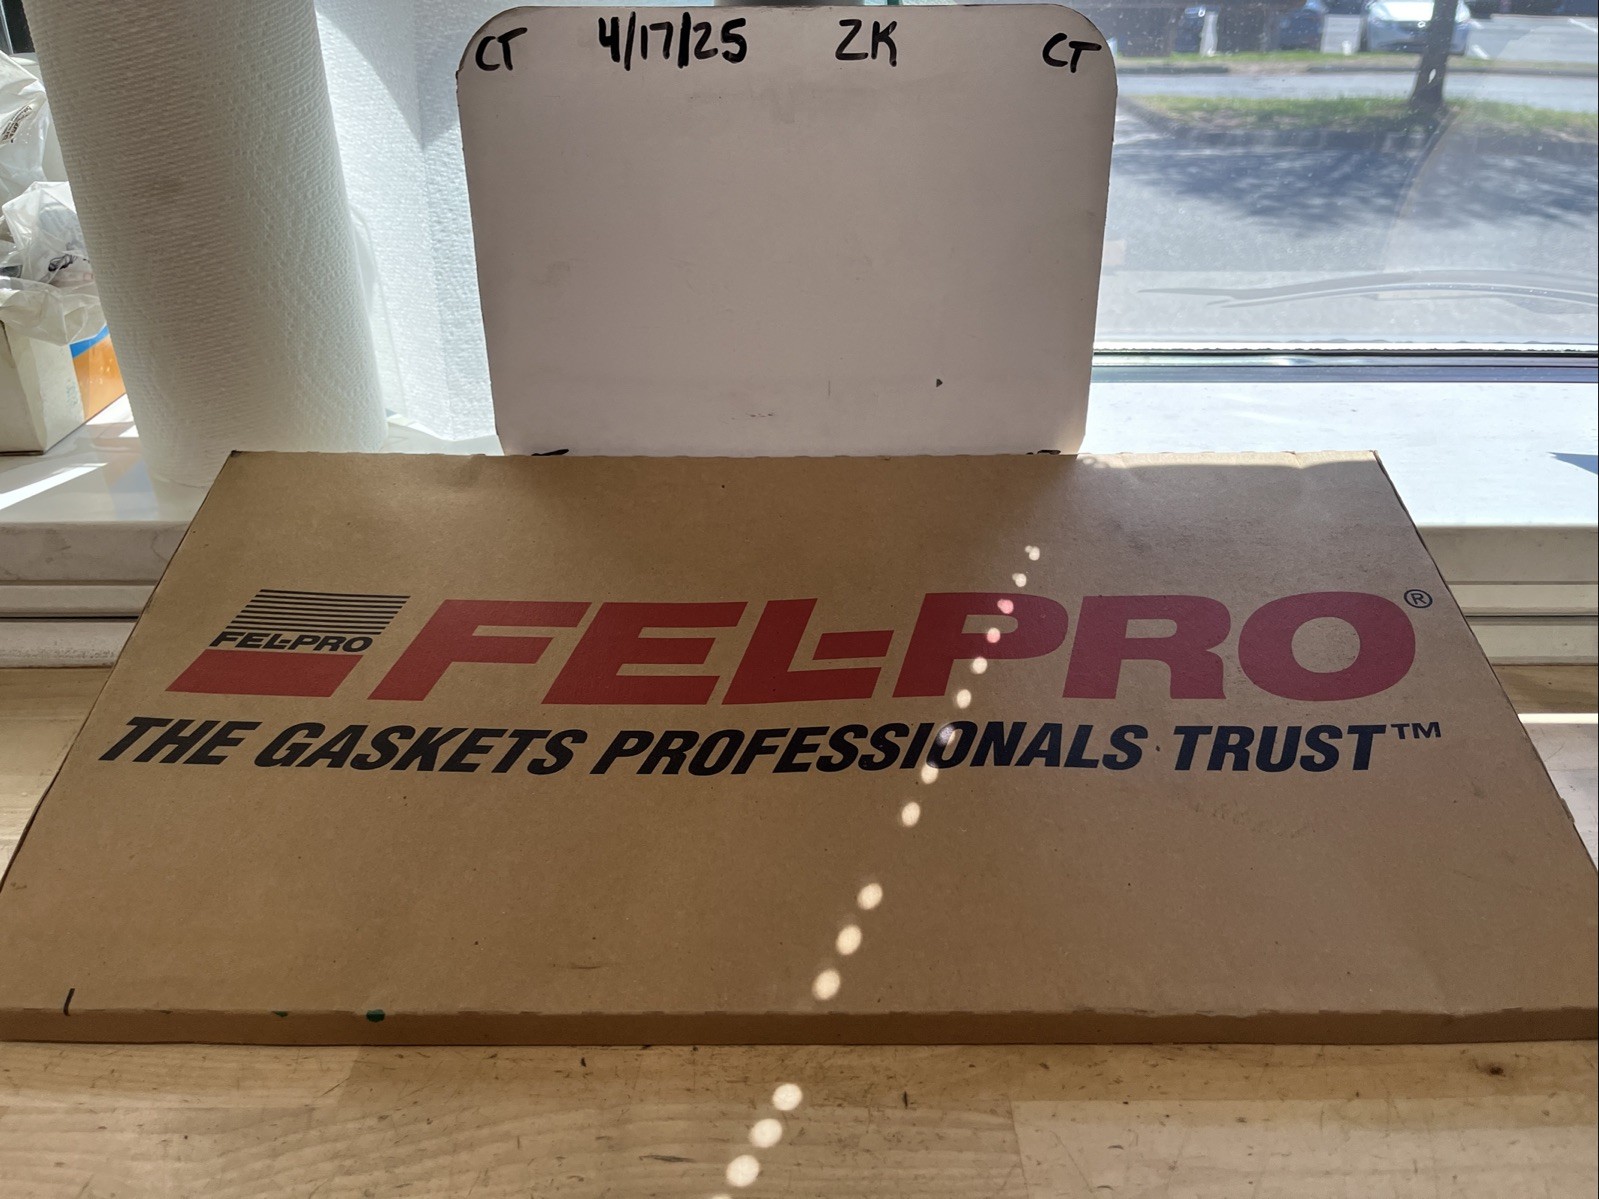 CT 4/17/25 ZK CT
FEL-PRO
FEL-PRO®
THE GASKETS PROFESSIONALS TRUST™